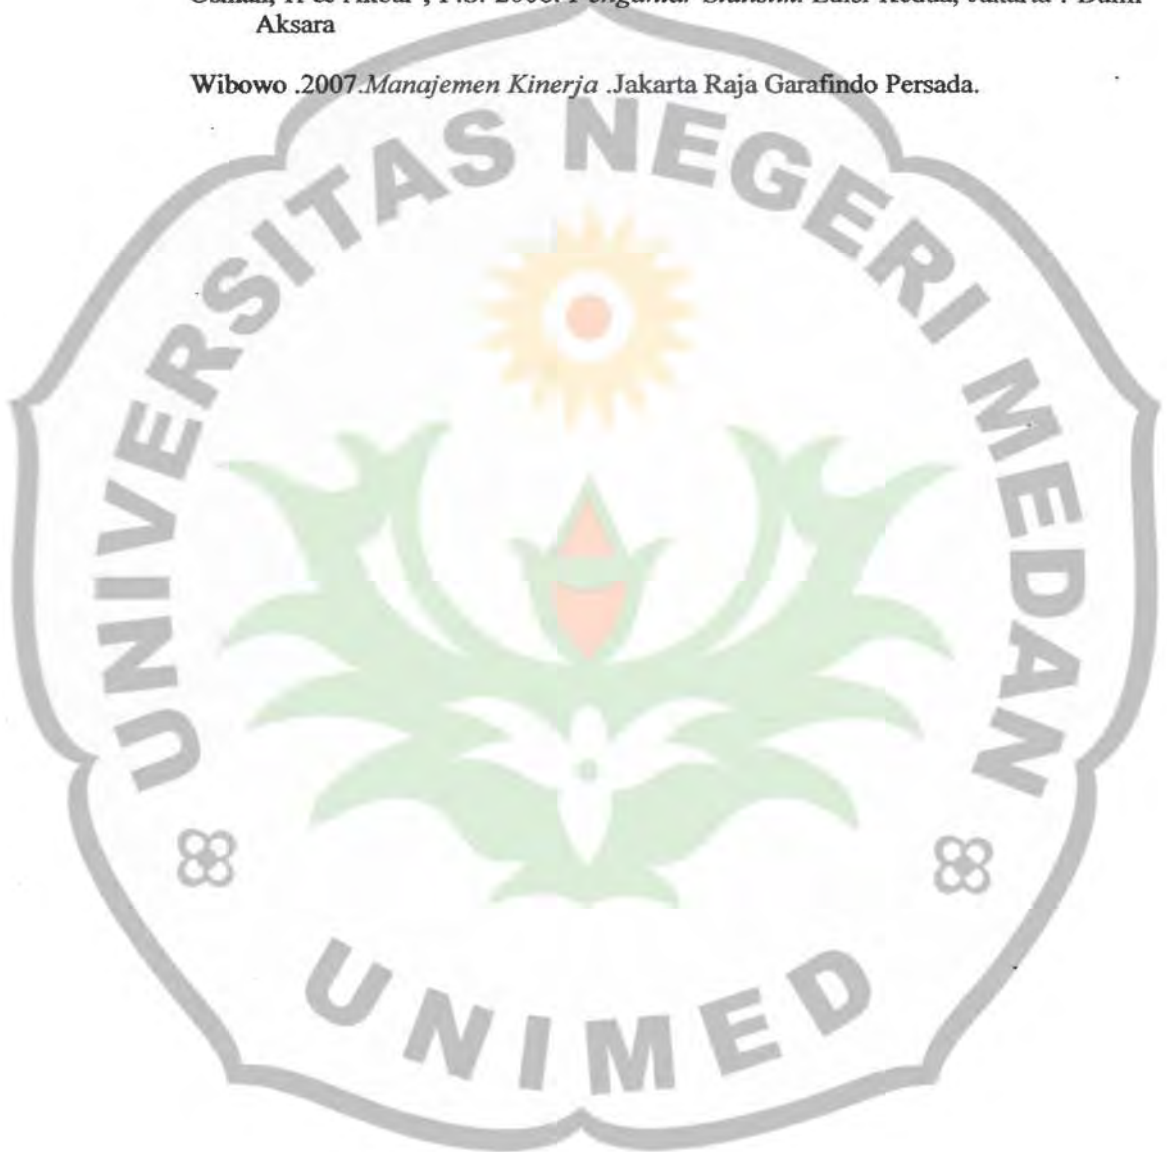 Aksara
Wibowo .2007.Manajemen Kinerja .Jakarta Raja Garafindo Persada.
UNIVERSITAS NEGERI MEDAN
UNIMED